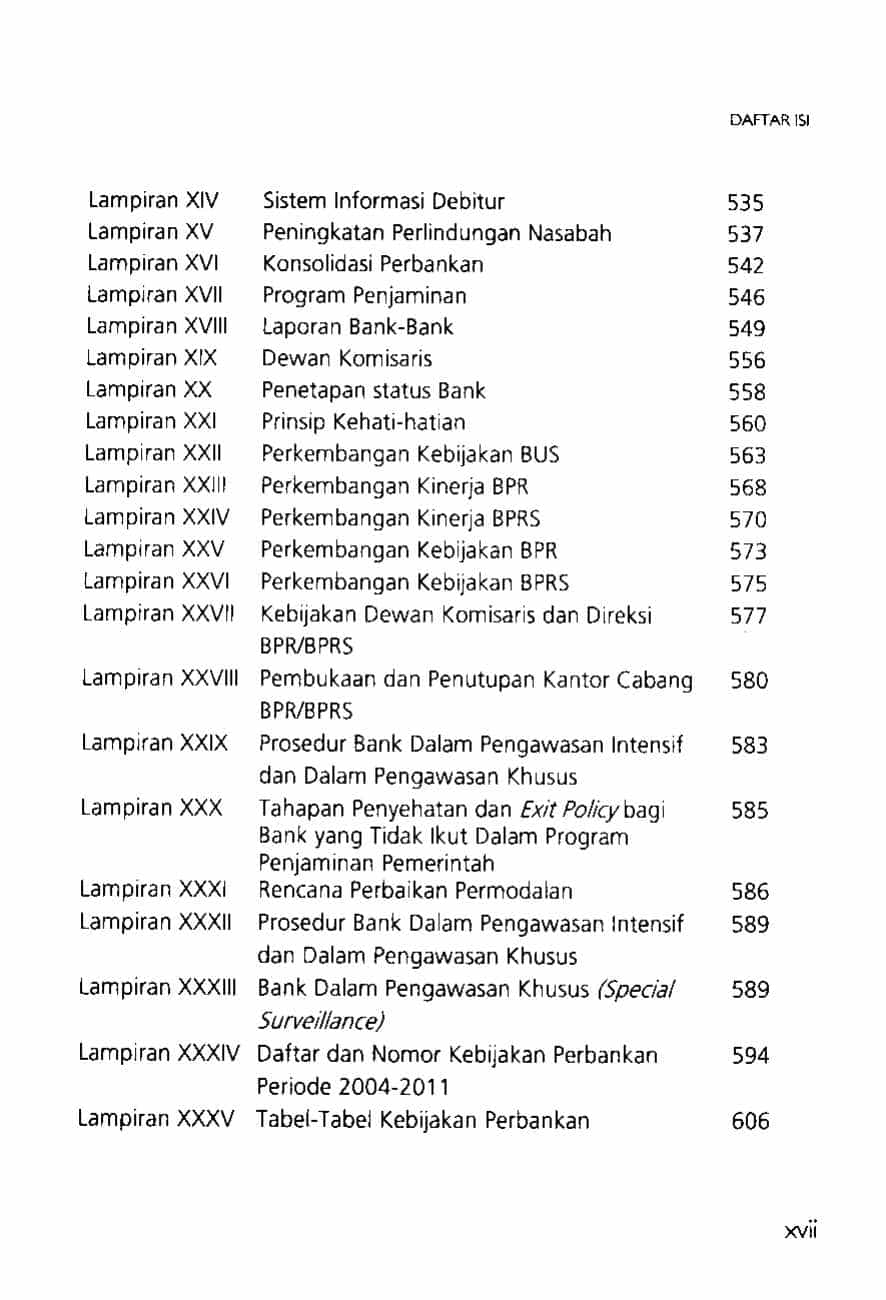 DAFTAR ISI
Lampiran XIV Sistem Informasi Debitur 535
Lampiran XV Peningkatan Perlindungan Nasabah 537
Lampiran XVI Konsolidasi Perbankan 542
Lampiran XVII Program Penjaminan 546
Lampiran XVIII Laporan Bank-Bank 549
Lampiran XIX Dewan Komisaris 556
Lampiran XX Penetapan status Bank 558
Lampiran XXI Prinsip Kehati-hatian 560
Lampiran XXII Perkembangan Kebijakan BUS 563
Lampiran XXIII Perkembangan Kinerja BPR 568
Lampiran XXIV Perkembangan Kinerja BPRS 570
Lampiran XXV Perkembangan Kebijakan BPR 573
Lampiran XXVI Perkembangan Kebijakan BPRS 575
Lampiran XXVII Kebijakan Dewan Komisaris dan Direksi 577
BPR/BPRS
Lampiran XXVIII Pembukaan dan Penutupan Kantor Cabang 580
BPR/BPRS
Lampiran XXIX Prosedur Bank Dalam Pengawasan Intensif 583
dan Dalam Pengawasan Khusus
Lampiran XXX Tahapan Penyehatan dan Exit Policy bagi 585
Bank yang Tidak Ikut Dalam Program
Penjaminan Pemerintah
Lampiran XXXI Rencana Perbaikan Permodalan 586
Lampiran XXXII Prosedur Bank Dalam Pengawasan Intensif 589
dan Dalam Pengawasan Khusus
Lampiran XXXIII Bank Dalam Pengawasan Khusus (Special 589
Surveillance)
Lampiran XXXIV Daftar dan Nomor Kebijakan Perbankan 594
Periode 2004-2011
Lampiran XXXV Tabel-Tabel Kebijakan Perbankan 606
xvii